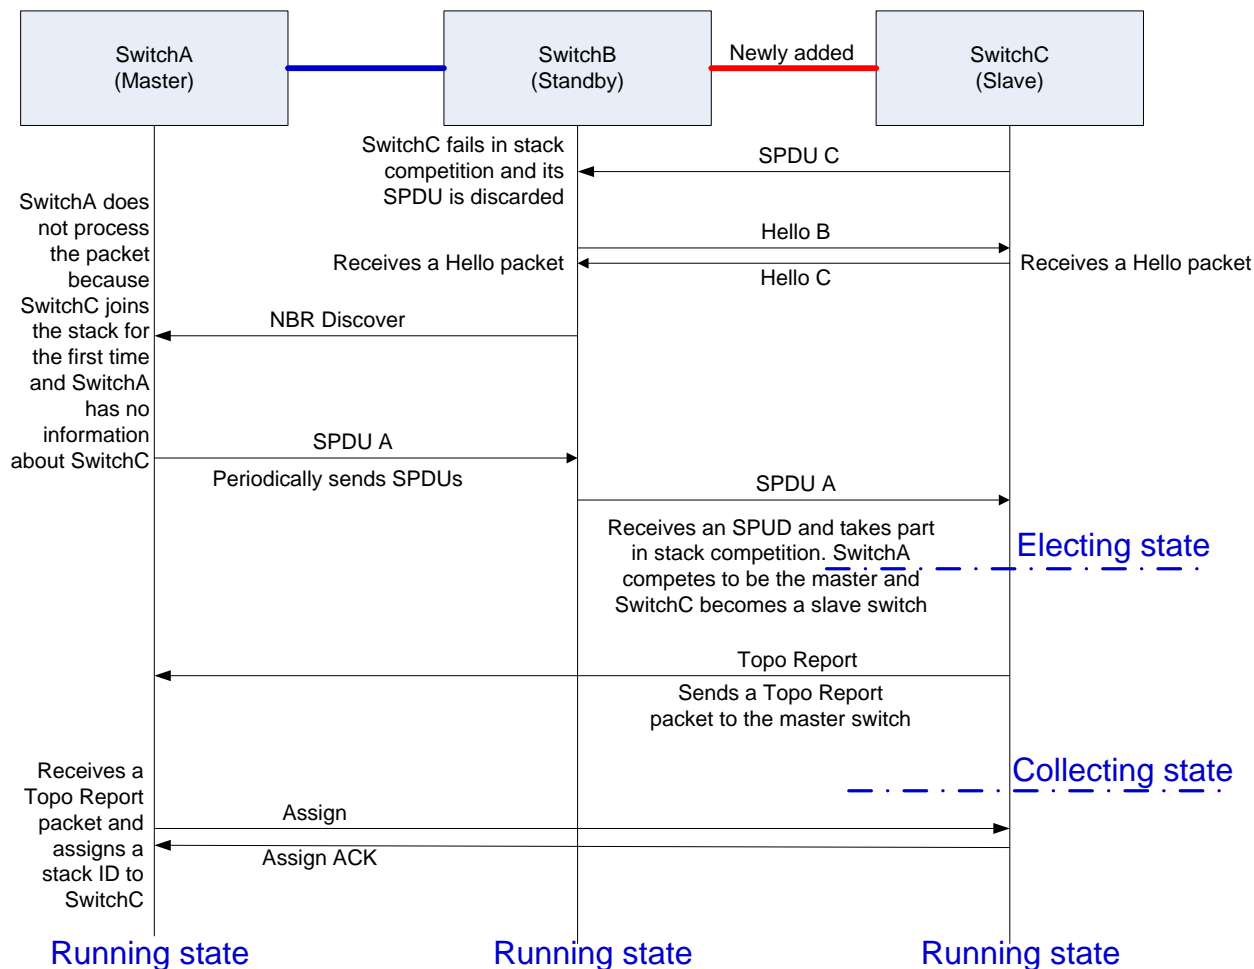 SwitchA
(Master)
SwitchB
(Standby)
Newly added
SwitchC
(Slave)
SwitchC fails in stack
competition and its
SPDU is discarded
SPDU C
SwitchA does
not process
the packet
because
SwitchC joins
the stack for
the first time
and SwitchA
has no
information
about SwitchC
Hello B
Receives a Hello packet
Hello C
Receives a Hello packet
NBR Discover
SPDU A
Periodically sends SPDUs
SPDU A
Receives an SPUD and takes part
in stack competition. SwitchA
competes to be the master and
SwitchC becomes a slave switch
Electing state
Topo Report
Sends a Topo Report
packet to the master switch
Collecting state
Receives a
Topo Report
packet and
assigns a
stack ID to
SwitchC
Assign
Assign ACK
Running state
Running state
Running state